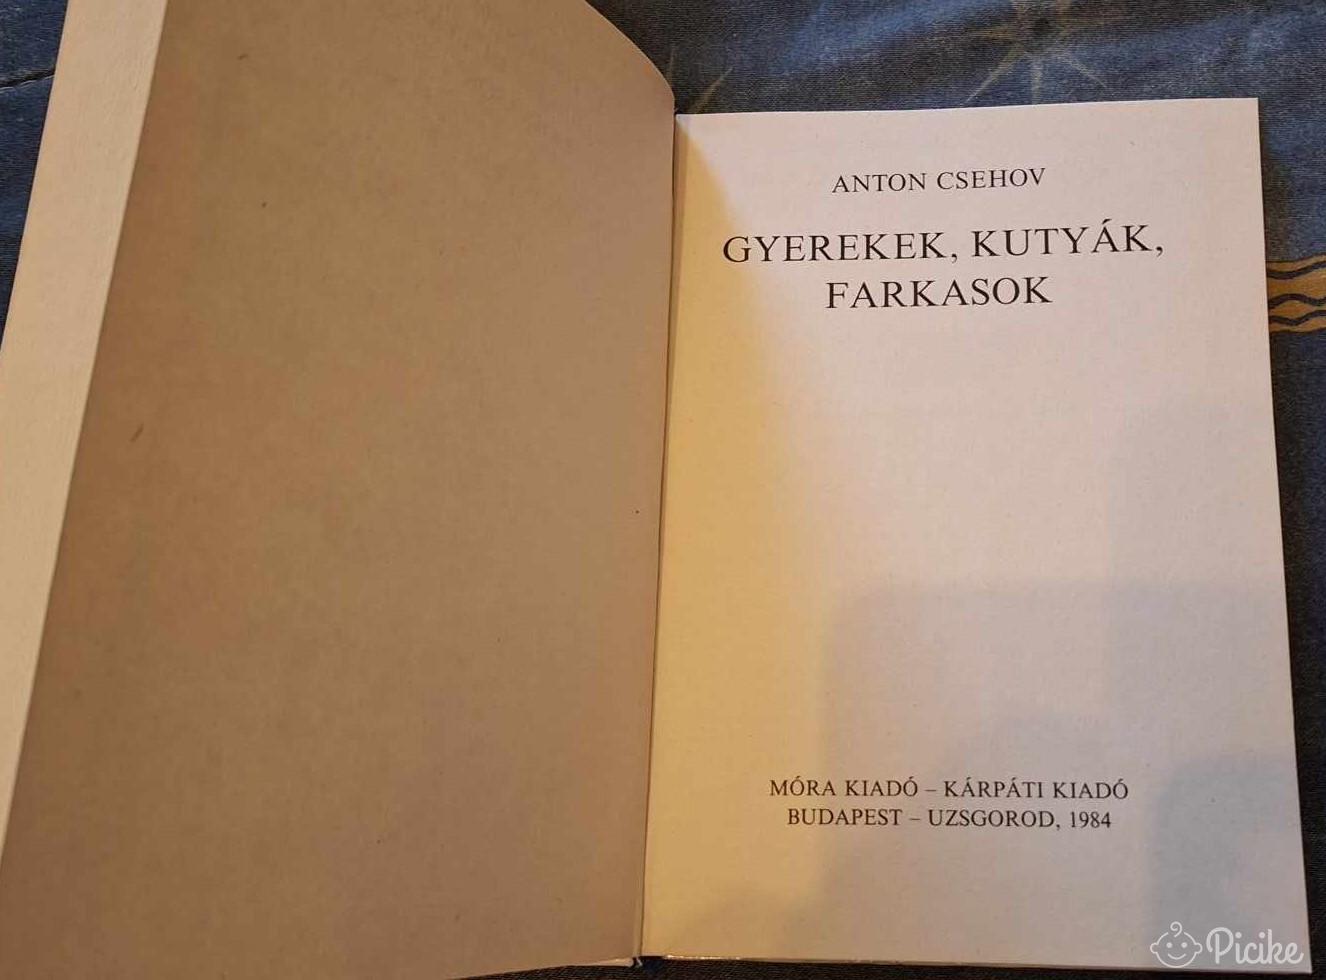 ANTON CSEHOV
GYEREKEK, KUTYÁK,
FARKASOK
MÓRA KIADÓ – KÁRPÁTI KIADÓ
BUDAPEST – UZSGOROD, 1984
Picike